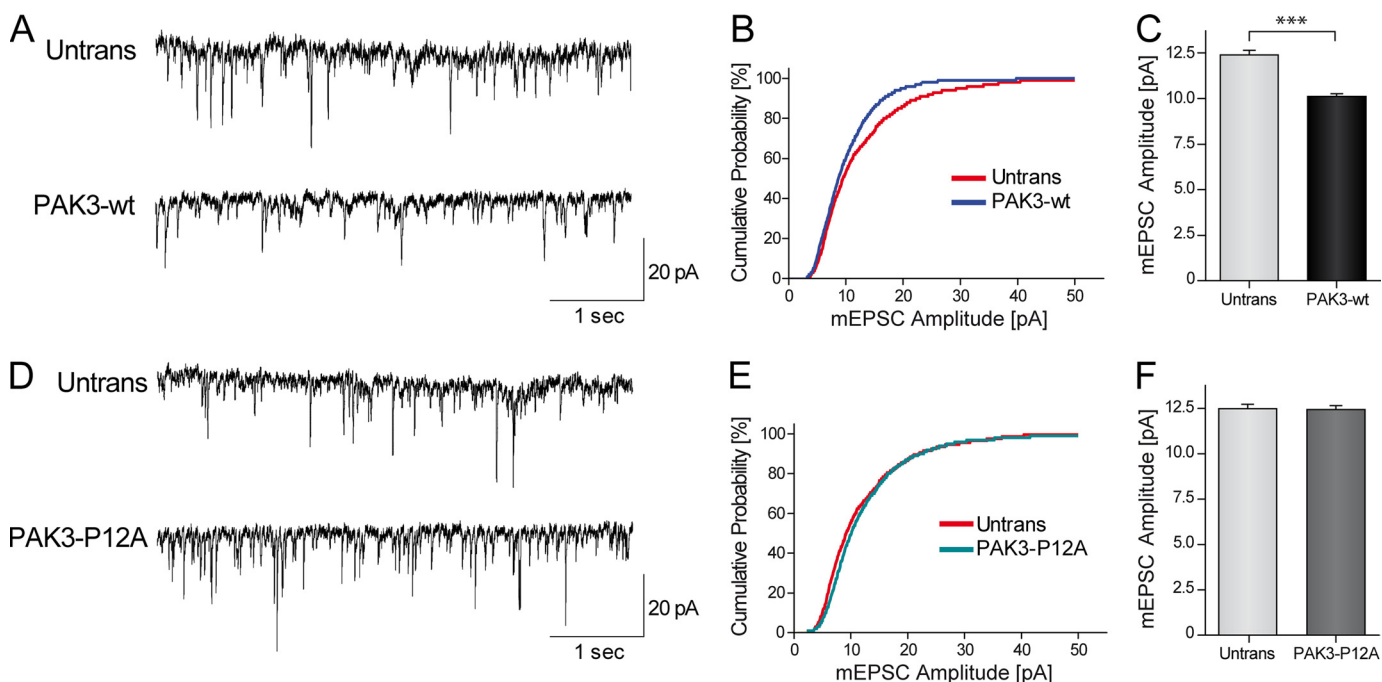 A
Untrans
PAK3-wt
20 pA
1 sec
B
Cumulative Probability [%]
100
80
60
40
20
0
0 10 20 30 40 50
mEPSC Amplitude [pA]
Untrans
PAK3-wt
C
***
mEPSC Amplitude [pA]
12.5
10.0
5.0
2.5
0
Untrans PAK3-wt
D
Untrans
PAK3-P12A
20 pA
1 sec
E
Cumulative Probability [%]
100
80
60
40
20
0
0 10 20 30 40 50
mEPSC Amplitude [pA]
Untrans
PAK3-P12A
F
mEPSC Amplitude [pA]
12.5
10.0
7.5
5.0
2.5
0
Untrans PAK3-P12A